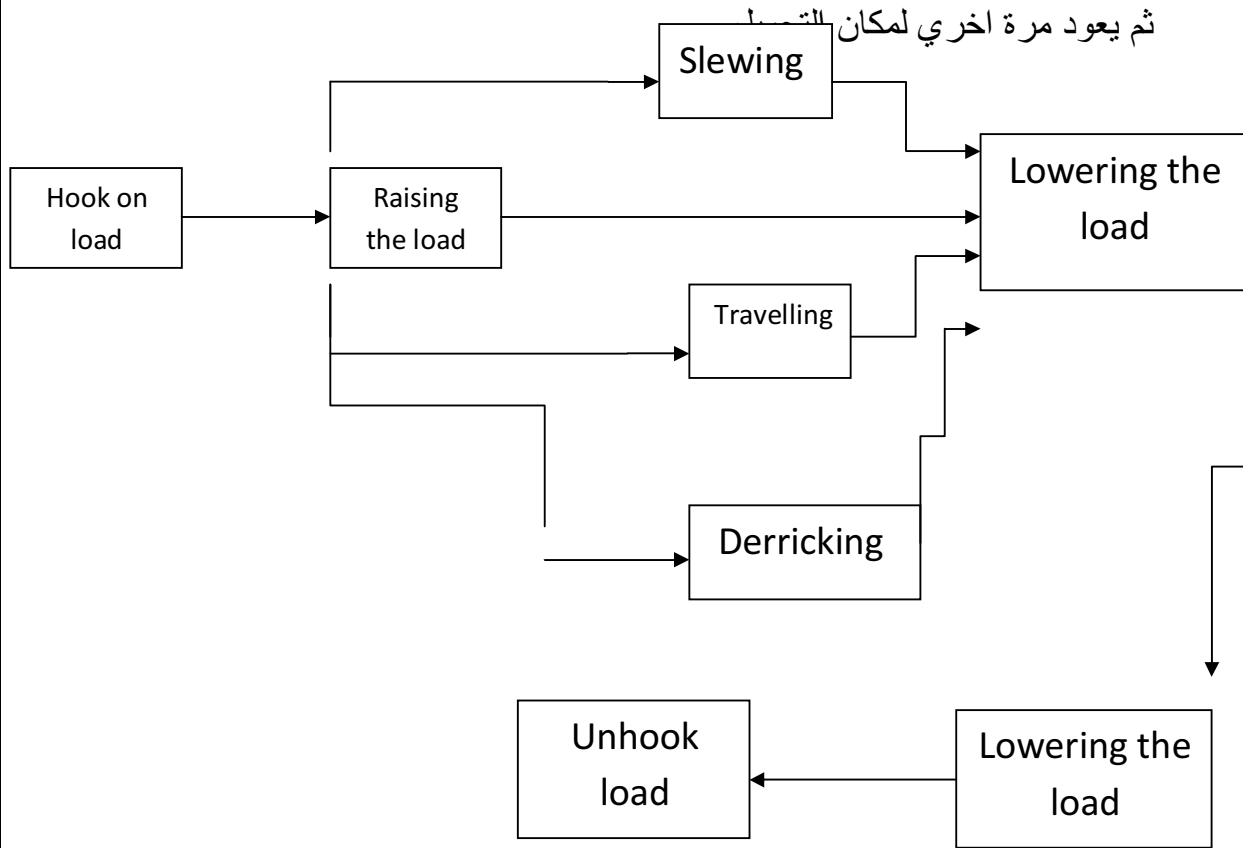 ثم يعود مرة اخري لمكان
Slewing
Hook on
load
Raising
the load
Lowering the
load
Travelling
Derricking
Unhook
load
Lowering the
load